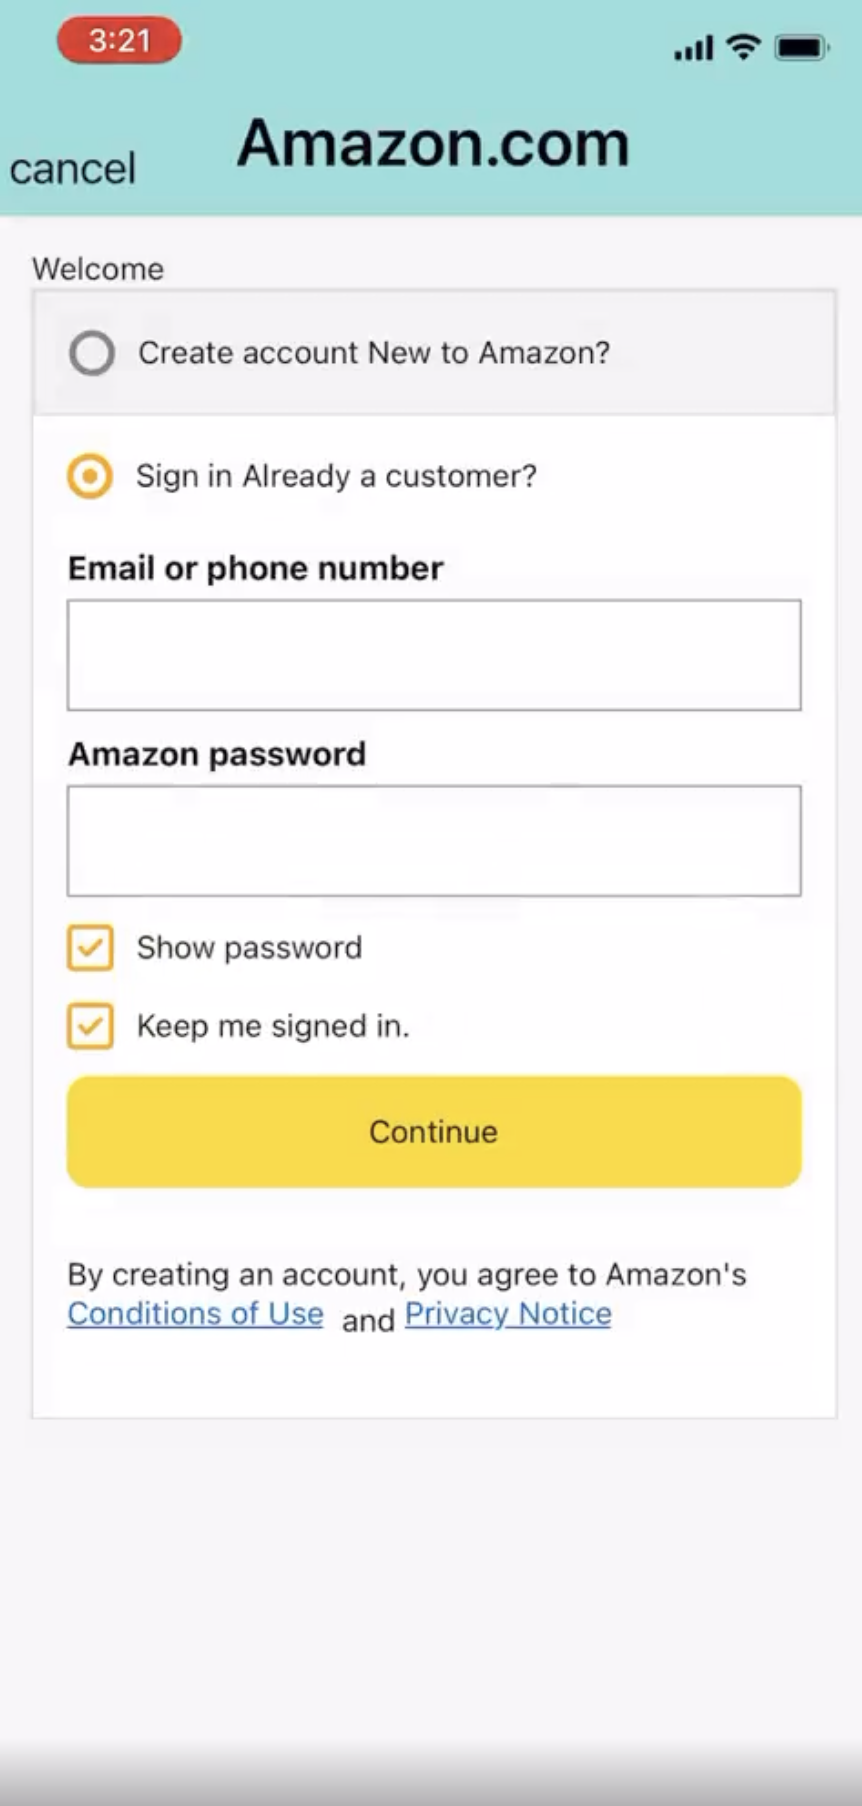 3:21
cancel
Amazon.com
Welcome
Create account New to Amazon?
Sign in Already a customer?
Email or phone number
Amazon password
Show password
Keep me signed in.
Continue
By creating an account, you agree to Amazon's
Conditions of Use and Privacy Notice